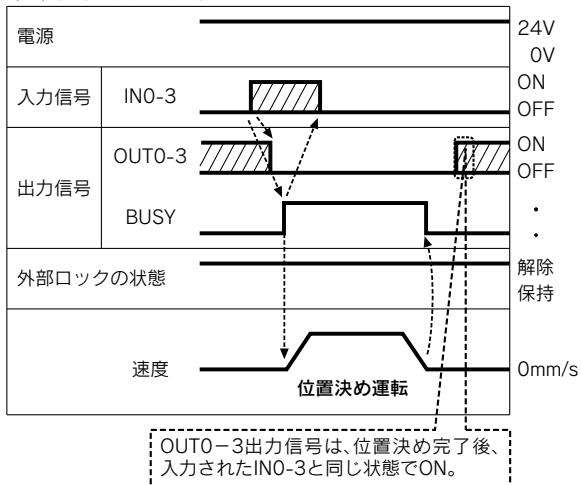 電源
24V
0V
入力信号
IN0-3
ON
OFF
出力信号
OUT0-3
ON
OFF
BUSY
・
・
外部ロックの状態
解除
保持
速度
位置決め運転
0mm/s
OUT0−3出力信号は、位置決め完了後、
入力されたIN0-3と同じ状態でON。